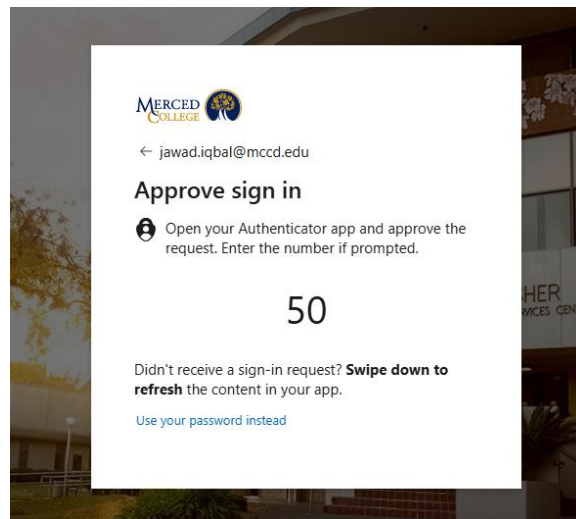 MERCED
COLLEGE
← jawad.iqbal@mccd.edu
Approve sign in
Open your Authenticator app and approve the
request. Enter the number if prompted.
50
Didn't receive a sign-in request? Swipe down to
refresh the content in your app.
Use your password instead